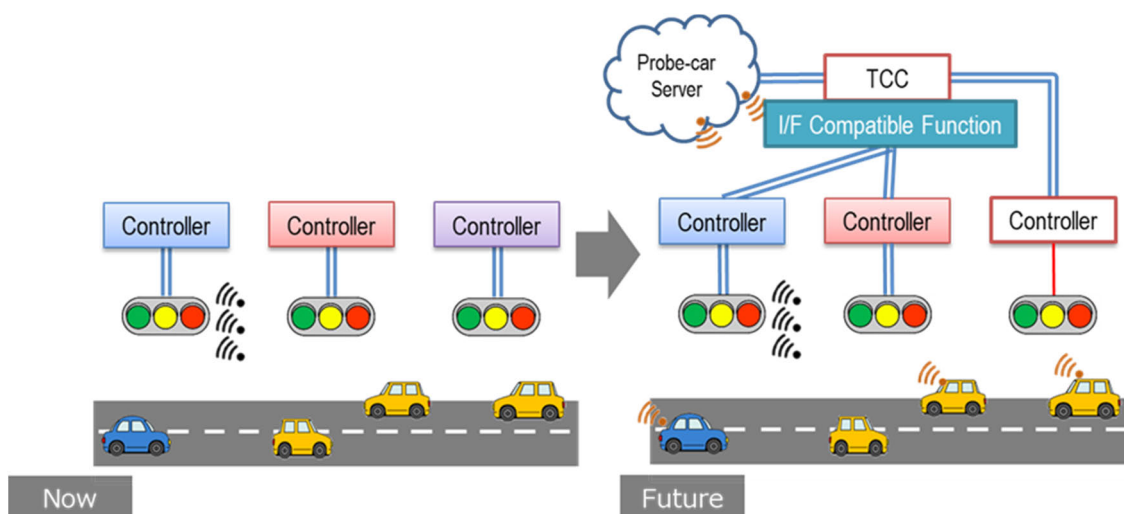 Probe-car
Server
TCC
I/F Compatible Function
Controller
Controller
Controller
Controller
Controller
Controller
Now
Future